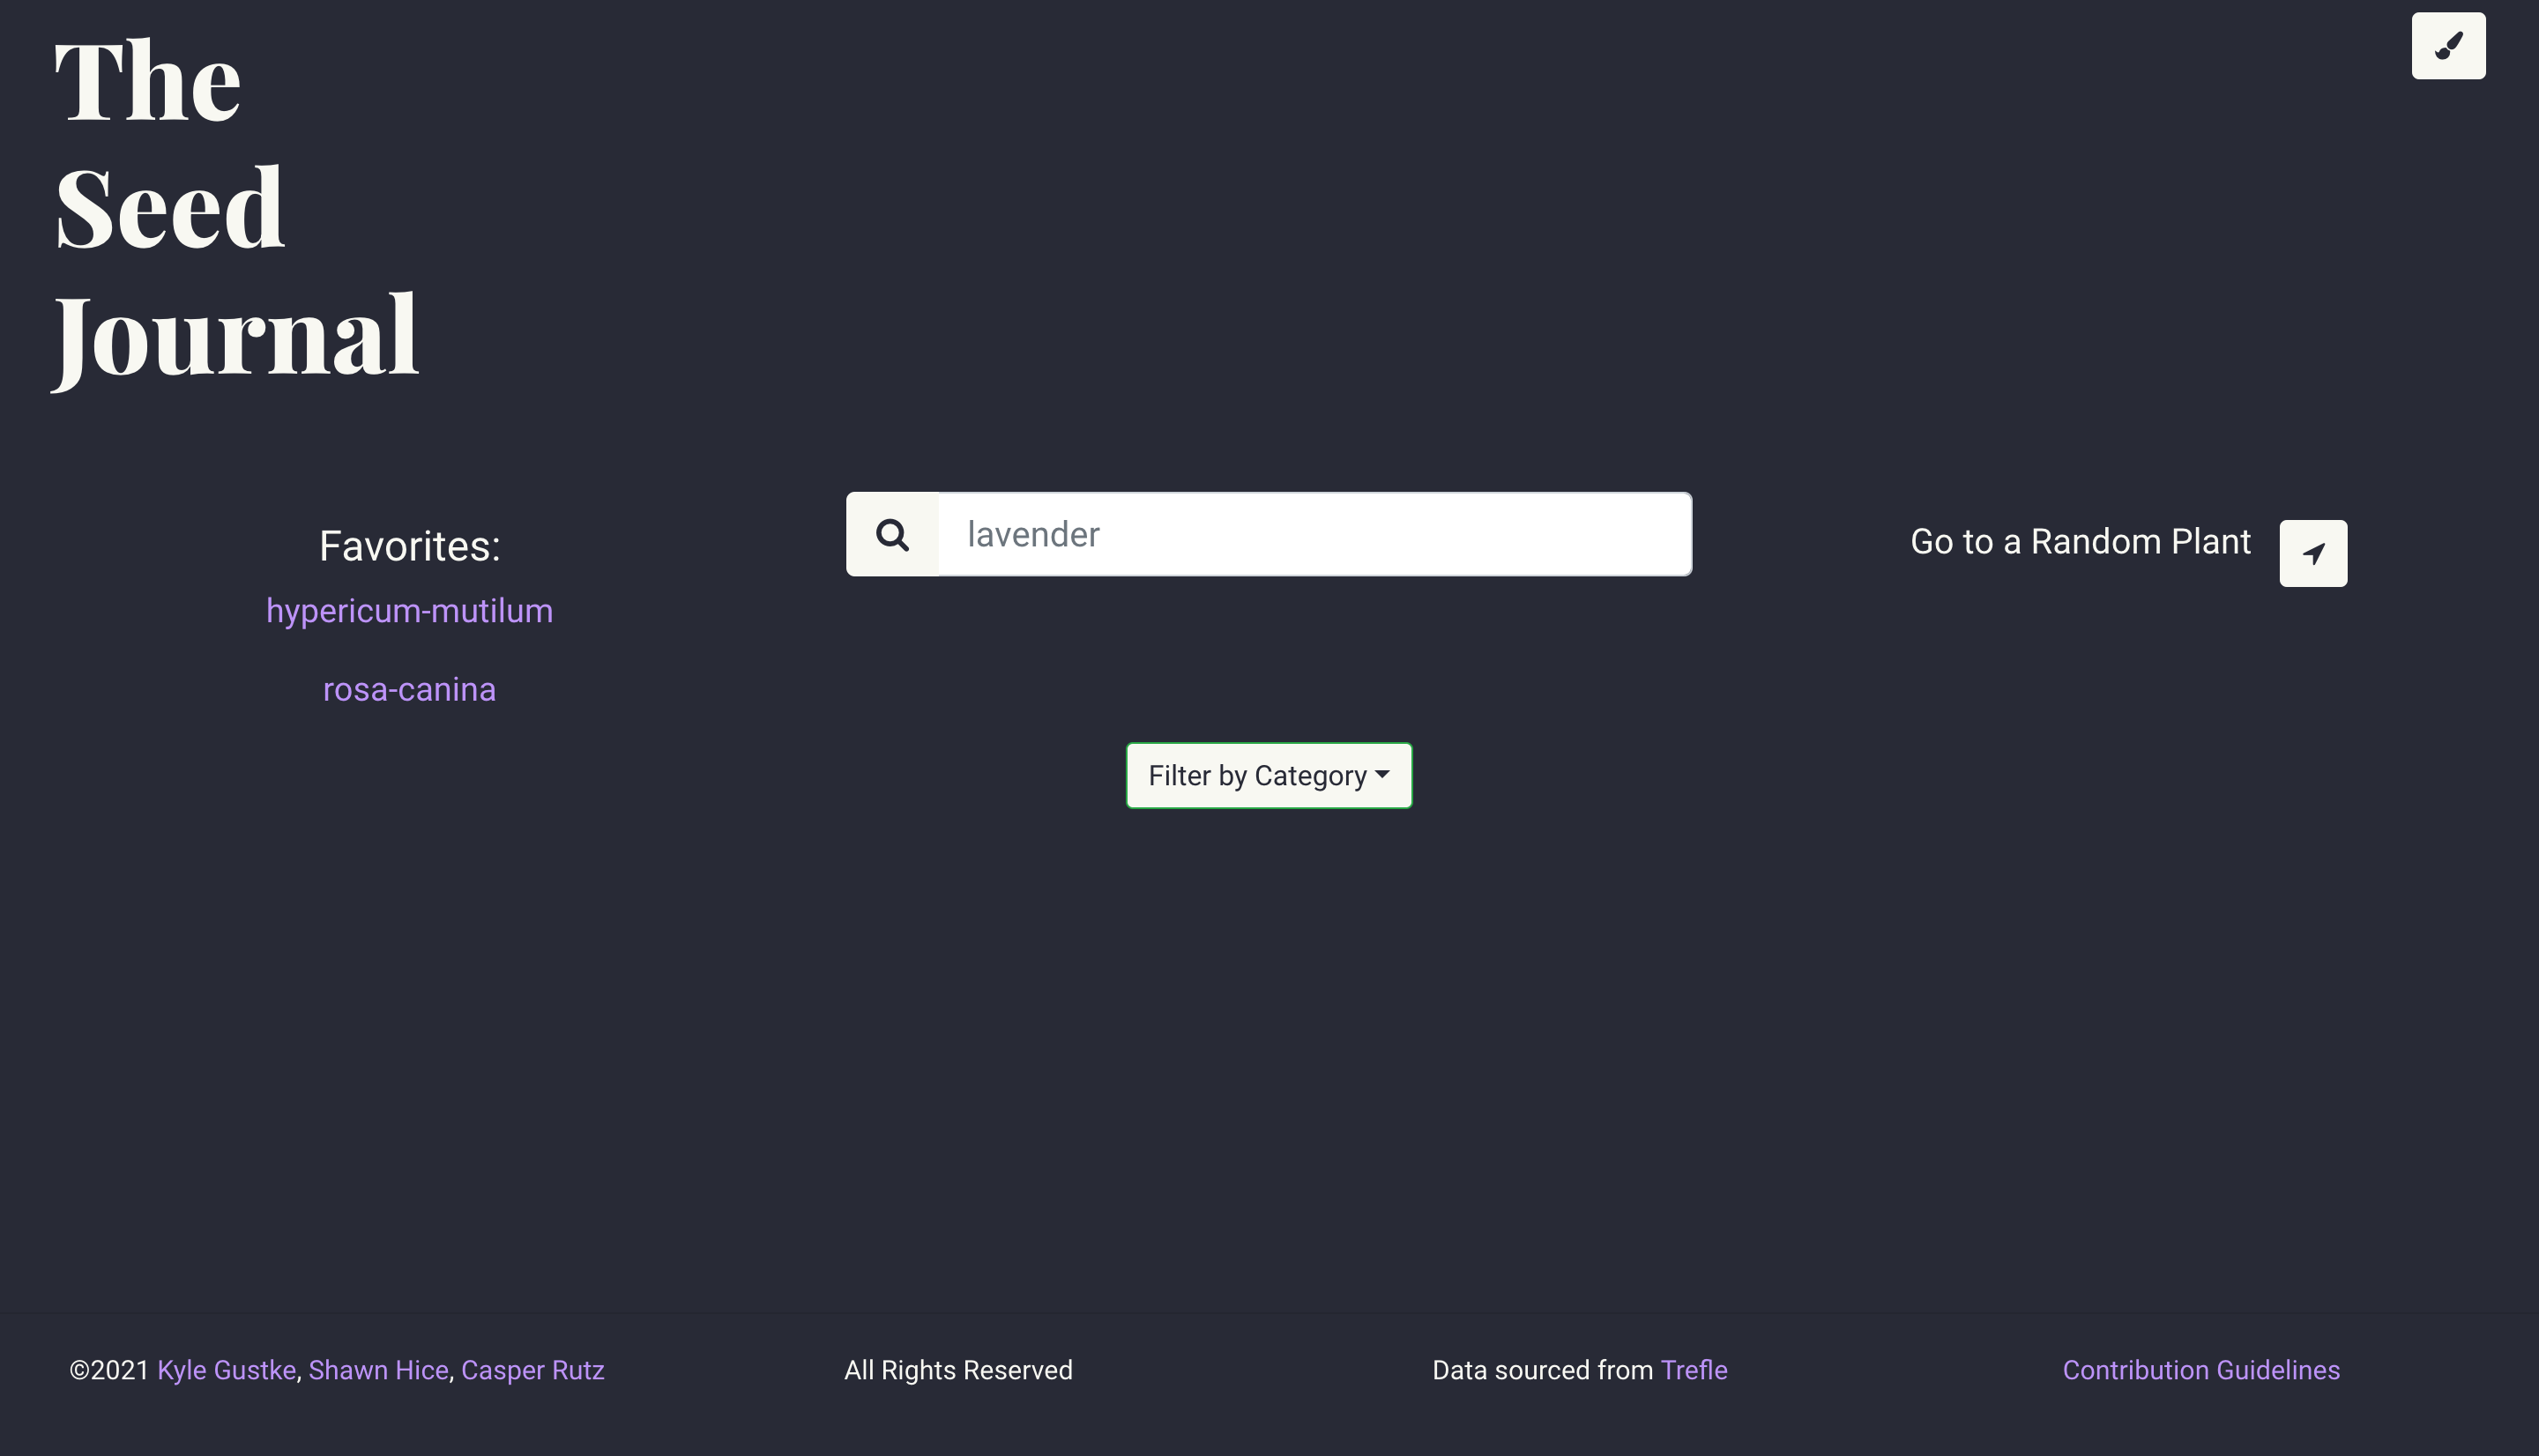 The
Seed
Journal
Favorites:
hypericum-mutilum
rosa-canina
lavender
Filter by Category
Go to a Random Plant
©2021 Kyle Gustke, Shawn Hice, Casper Rutz
All Rights Reserved
Data sourced from Trefle
Contribution Guidelines